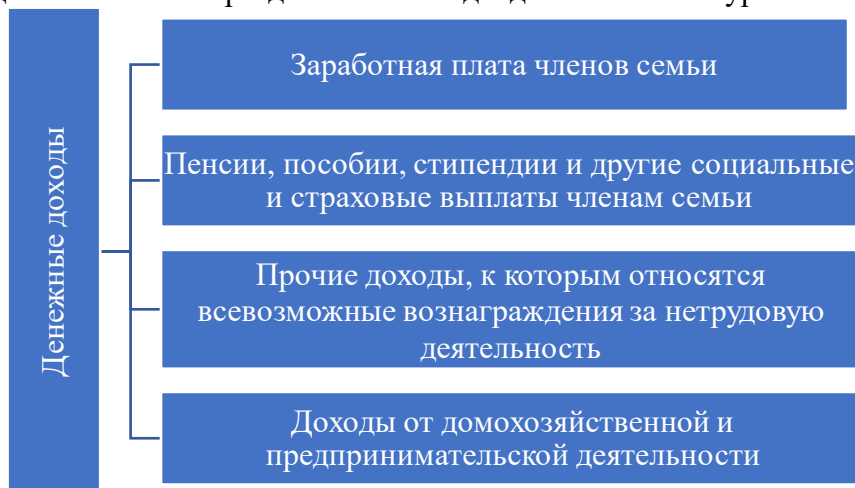 Денежные доходы
Заработная плата членов семьи
Пенсии, пособии, стипендии и другие социальные
и страховые выплаты членам семьи
Прочие доходы, к которым относятся
всевозможные вознаграждения за нетрудовую
деятельность
Доходы от домохозяйственной и
предпринимательской деятельности